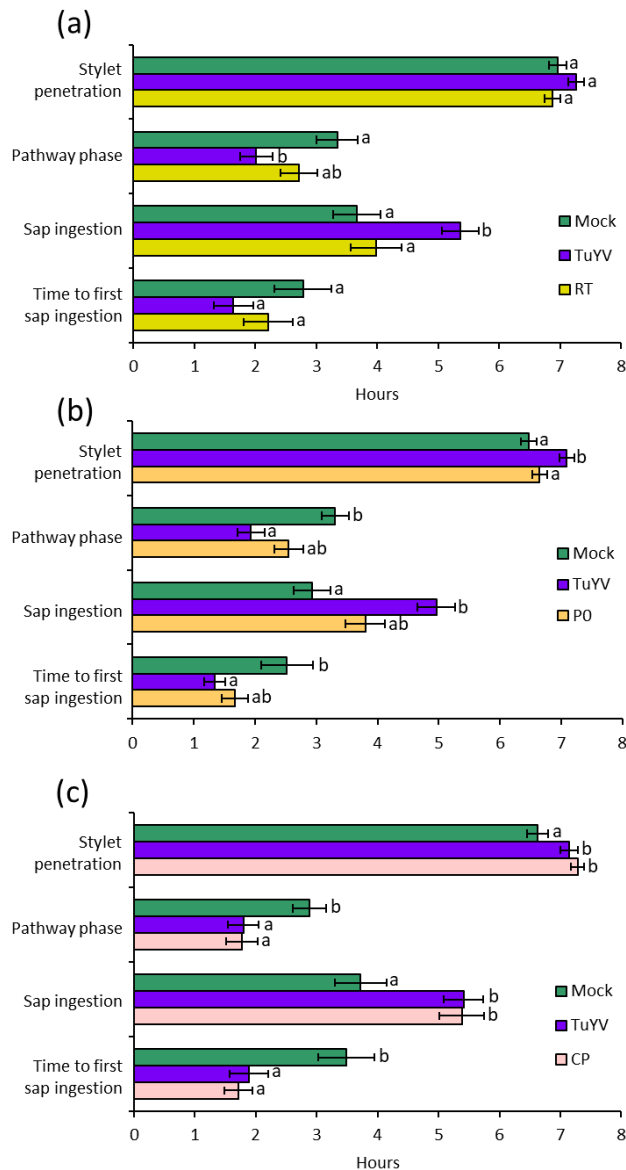 (a)
Stylet
penetration
a
a
a
Pathway phase
a
b
ab
Sap ingestion
a
b
a
Time to first
sap ingestion
a
a
a
Mock
TuYV
RT
0 1 2 3 4 5 6 7 8
Hours
(b)
Stylet
penetration
a
b
a
Pathway phase
b
a
ab
Sap ingestion
a
b
ab
Time to first
sap ingestion
b
a
ab
Mock
TuYV
P0
0 1 2 3 4 5 6 7 8
Hours
(c)
Stylet
penetration
a
b
b
Pathway phase
b
a
a
Sap ingestion
a
b
b
Time to first
sap ingestion
b
a
a
Mock
TuYV
CP
0 1 2 3 4 5 6 7 8
Hours